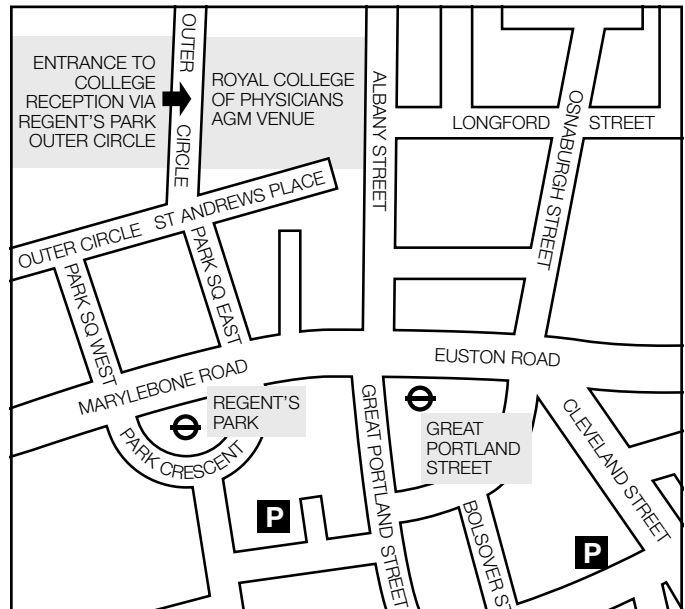 OUTER
CIRCLE
ENTRANCE TO
COLLEGE
RECEPTION VIA
REGENT'S PARK
OUTER CIRCLE
ROYAL COLLEGE
OF PHYSICIANS
AGM VENUE
ALBANY STREET
LONGFORD STREET
OSNABURGH STREET
OUTER CIRCLE ST ANDREWS PLACE
PARK SQ WEST
PARK SQ EAST
MARYLEBONE ROAD
EUSTON ROAD
REGENT'S
PARK
PARK CRESCENT
GREAT PORTLAND STREET
GREAT
PORTLAND
STREET
CLEVELAND STREET
BOLSOVER ST
P
P